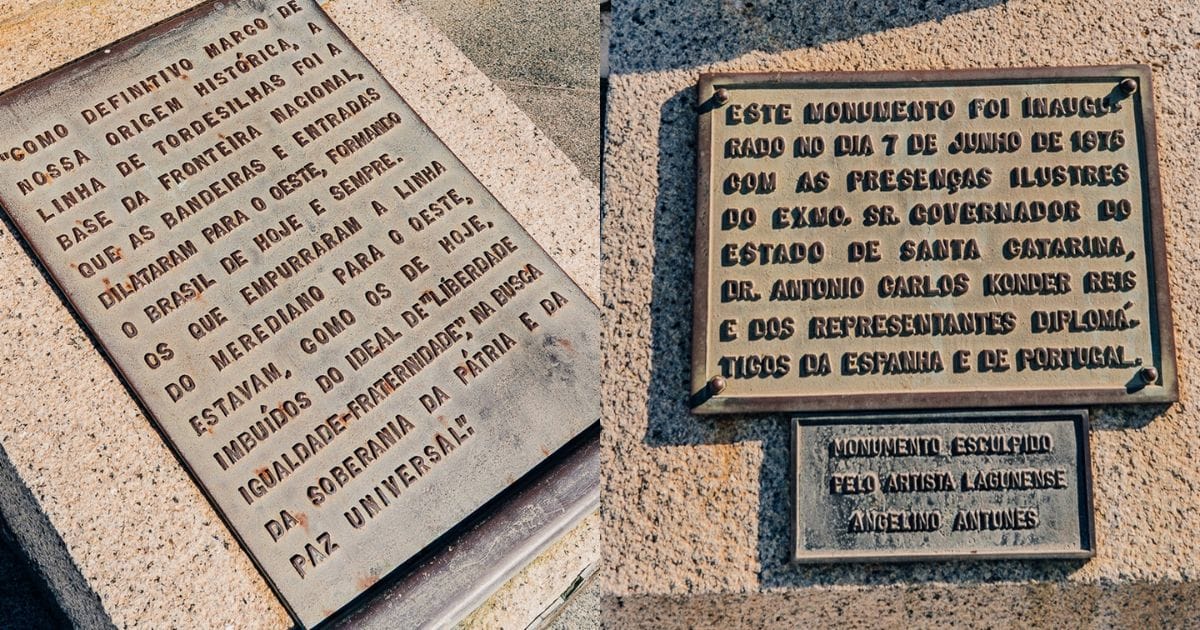 "COMO DEFINITIVO MARCO DE
NOSSA ORIGEM HISTÓRICA, A
LINHA DE TORDESILHAS FOI A
BASE DA FRONTEIRA NACIONAL,
QUE AS BANDEIRAS E ENTRADAS
DILATARAM PARA O OESTE, FORMANDO
O BRASIL DE HOJE E SEMPRE.
OS QUE EMPURRARAM A LINHA
DO MEREDIANO PARA O OESTE,
ESTAVAM, COMO OS DE HOJE,
IMBUÍDOS DO IDEAL DE "LIBERDADE
IGUALDADE-FRATERNIDADE", NA BUSCA
DA SOBERANIA DA PÁTRIA E DA
PAZ UNIVERSAL".
ESTE MONUMENTO FOI INAUGU-
RADO NO DIA 7 DE JUNHO DE 1975
COM AS PRESENÇAS ILUSTRES
DO EXMO. SR. GOVERNADOR DO
ESTADO DE SANTA CATARINA,
DR. ANTONIO CARLOS KONDER REIS
E DOS REPRESENTANTES DIPLOMÁ-
TICOS DA ESPANHA E DE PORTUGAL.
MONUMENTO ESCULPIDO
PELO ARTISTA LAGUNENSE
ANGELINO ANTUNES